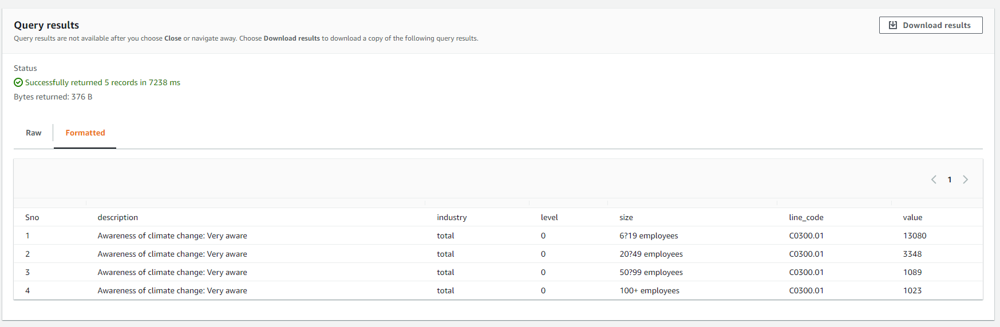 Query results
Download results
Query results are not available after you choose Close or navigate away. Choose Download results to download a copy of the following query results.
Status
Successfully returned 5 records in 7238 ms
Bytes returned: 376 B
Raw Formatted
1
Sno description industry level size line_code value
1 Awareness of climate change: Very aware total 0 6?19 employees C0300.01 13080
2 Awareness of climate change: Very aware total 0 20?49 employees C0300.01 3348
3 Awareness of climate change: Very aware total 0 50?99 employees C0300.01 1089
4 Awareness of climate change: Very aware total 0 100+ employees C0300.01 1023